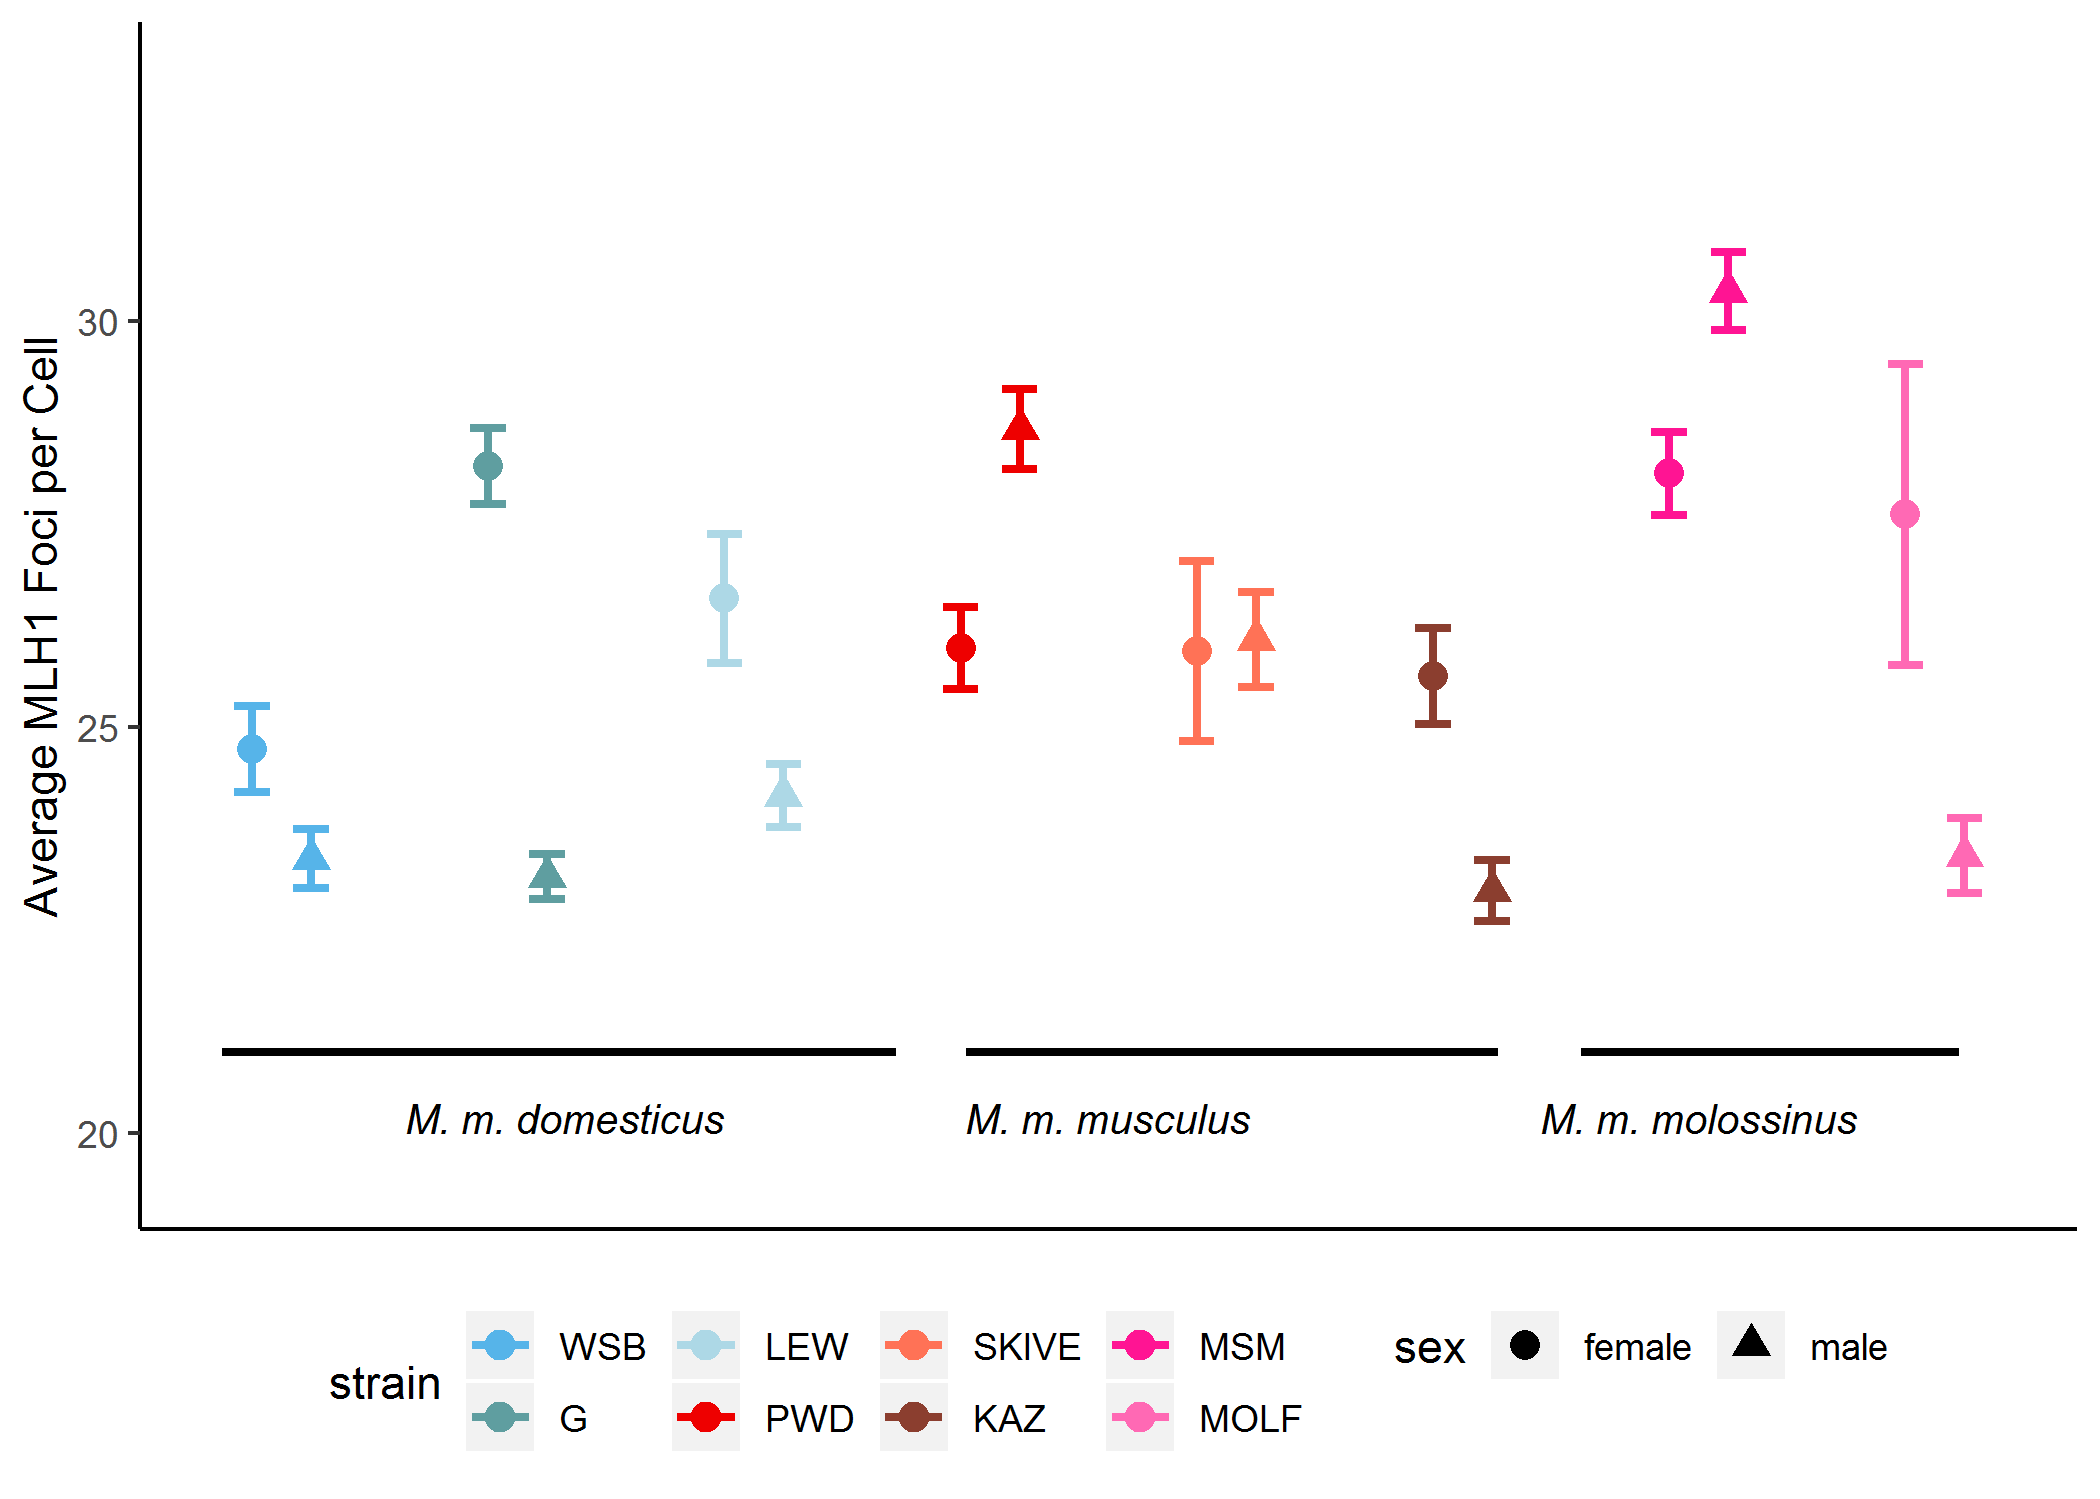 Average MLH1 Foci per Cell
30
25
20
M. m. domesticus
M. m. musculus
M. m. molossinus
strain
WSB
LEW
SKIVE
MSM
G
PWD
KAZ
MOLF
sex
female
male